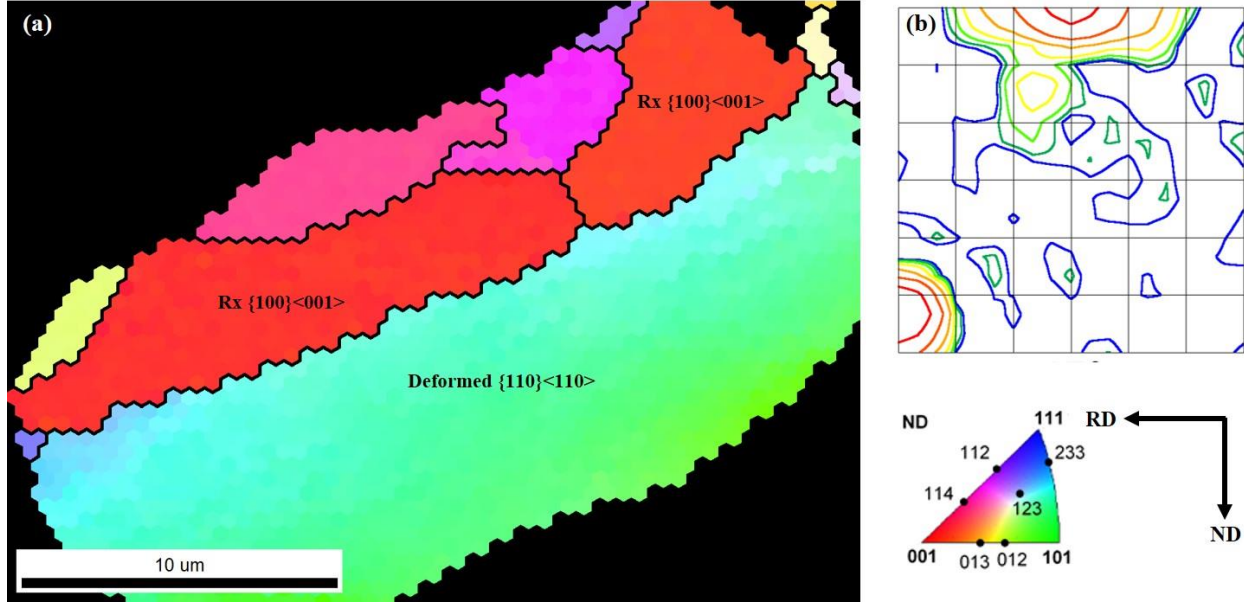 (a)
(b)
Rx {100}<001>
Rx {100}<001>
Deformed {110}<110>
10 um
ND
111
RD
112
233
114
123
ND
001
013
012
101